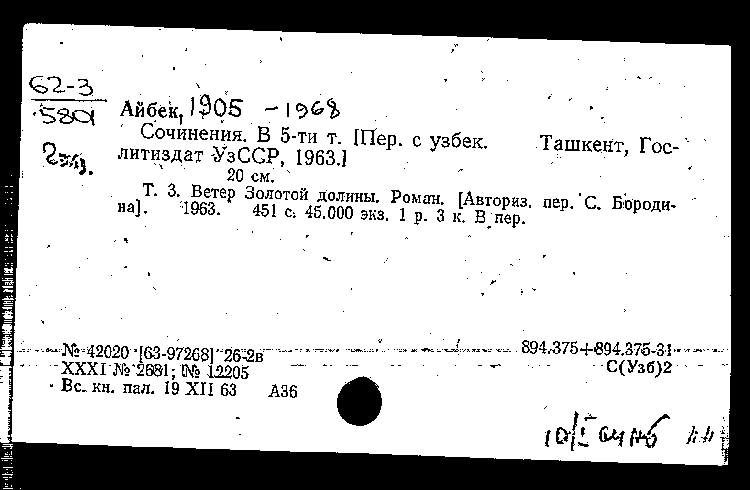 62-3
5801
Айбек, 1905 - 1968
Сочинения. В 5-ти т. [Пер. с узбек. Ташкент, Гос-
литиздат УзССР, 1963.]
20 см.
Т. 3. Ветер Золотой долины. Роман. [Авториз. пер. С. Бороди-
на]. 1963. 451 с. 45.000 экз. 1 р. 3 к. В пер.
№ 42020 [63-97268] 26-2в 894.375+894.375-31
XXXI № 2681; № 12205 С(Узб)2
Вс. кн. пал. 19 XII 63 А36